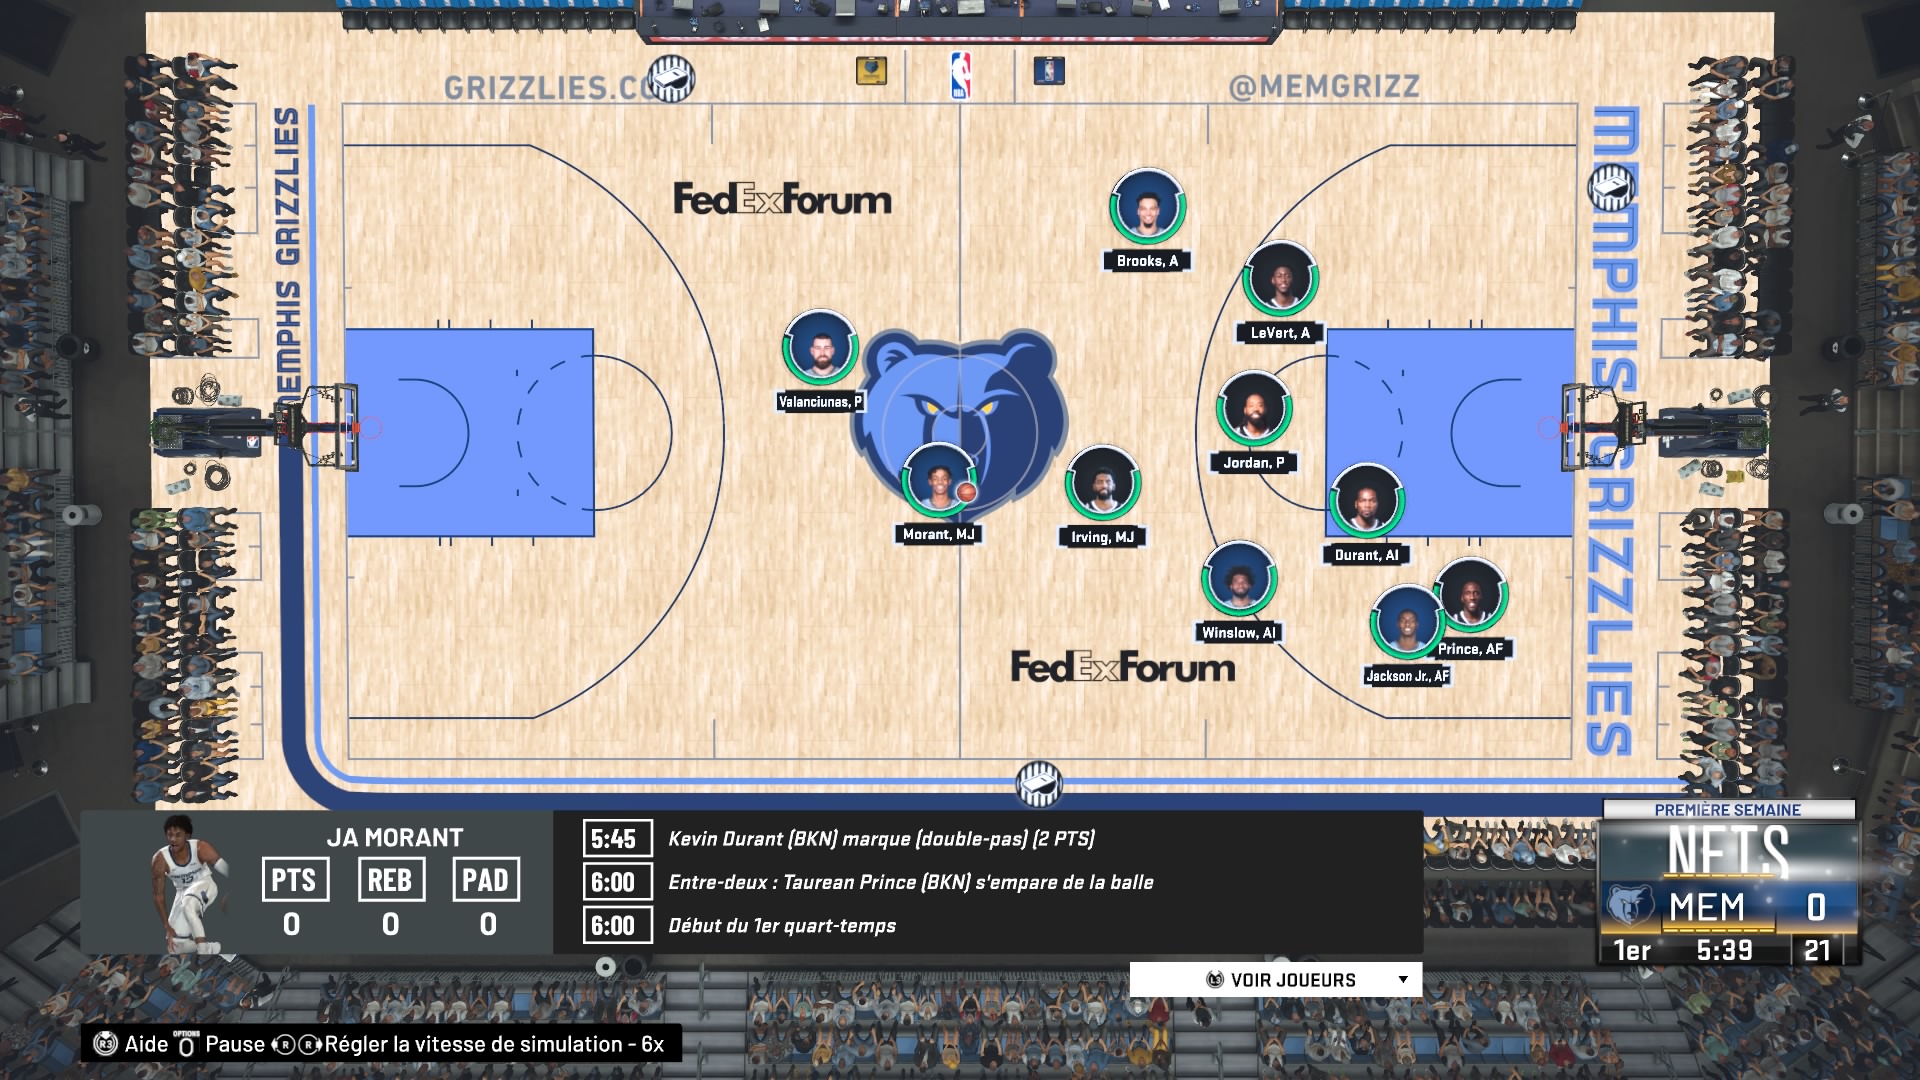 GRIZZLIES.CO
@MEMGRIZZ
MEMPHIS GRIZZLIES
MEMPHIS GRIZZLIES
FedExForum
Brooks, A
LeVert, A
Valanciunas, P
Jordan, P
Morant, MJ
Irving, MJ
Durant, AI
Winslow, AI
Prince, AF
Jackson Jr., AF
FedExForum
JA MORANT
PTS REB PAD
0 0 0
5:45 Kevin Durant (BKN) marque (double-pas) (2 PTS)
6:00 Entre-deux : Taurean Prince (BKN) s'empare de la balle
6:00 Début du 1er quart-temps
PREMIÈRE SEMAINE
NETS
MEM 0
1er 5:39 21
VOIR JOUEURS
R3 Aide OPTIONS Pause R R Régler la vitesse de simulation - 6x